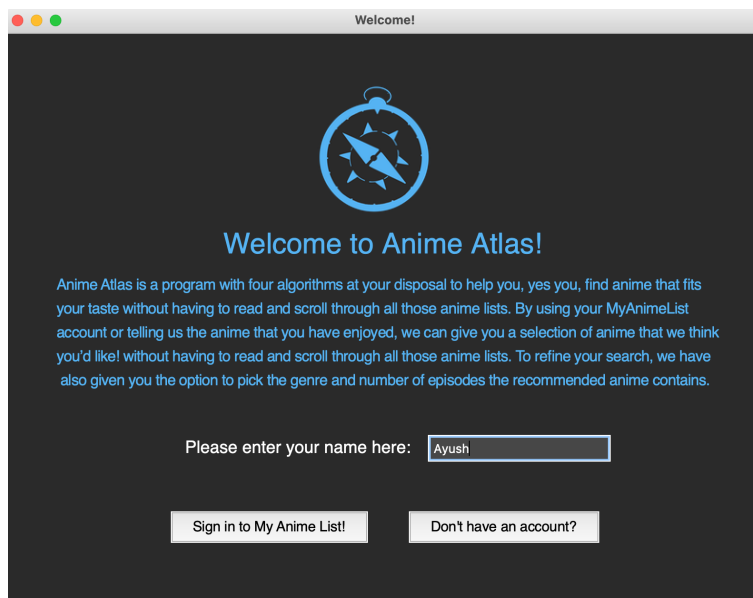 Welcome!
Welcome to Anime Atlas!
Anime Atlas is a program with four algorithms at your disposal to help you, yes you, find anime that fits
your taste without having to read and scroll through all those anime lists. By using your MyAnimeList
account or telling us the anime that you have enjoyed, we can give you a selection of anime that we think
you'd like! without having to read and scroll through all those anime lists. To refine your search, we have
also given you the option to pick the genre and number of episodes the recommended anime contains.
Please enter your name here: Ayush
Sign in to My Anime List! Don't have an account?